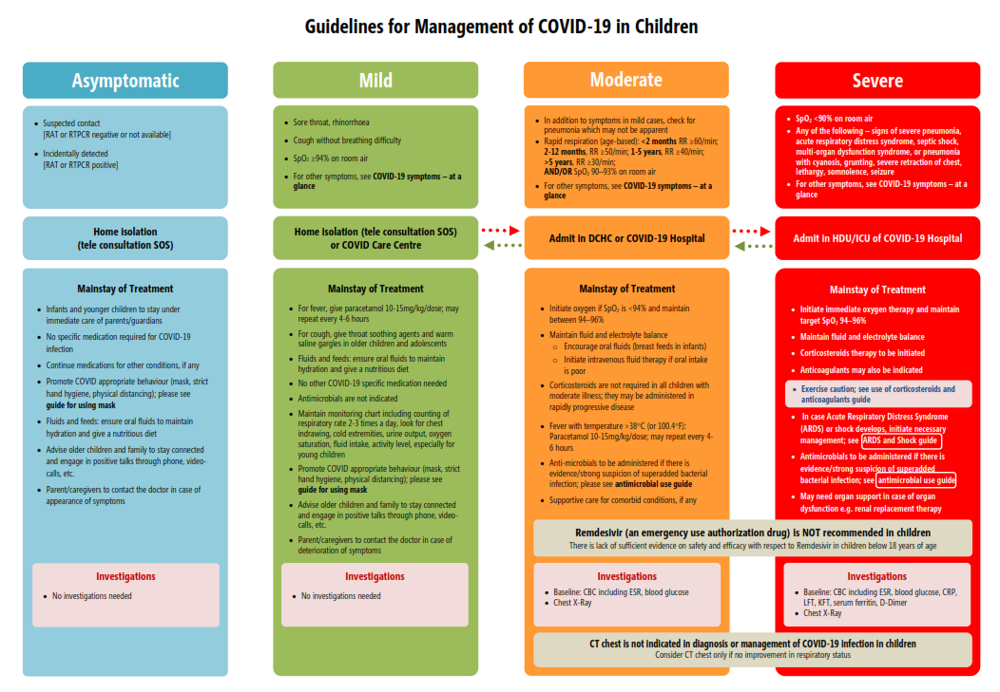 Guidelines for Management of COVID-19 in Children
Asymptomatic
• Suspected contact
[RAT or RTPCR negative or not available]
• Incidentally detected
[RAT or RTPCR positive]
Home isolation
(tele consultation SOS)
Mainstay of Treatment
• Infants and younger children to stay under
immediate care of parents/guardians
• No specific medication required for COVID-19
infection
• Continue medications for other conditions, if any
• Promote COVID appropriate behaviour (mask, strict
hand hygiene, physical distancing); please see
guide for using mask
• Fluids and feeds: ensure oral fluids to maintain
hydration and give a nutritious diet
• Advise older children and family to stay connected
and engage in positive talks through phone, video-
calls, etc.
• Parent/caregivers to contact the doctor in case of
appearance of symptoms
Investigations
• No investigations needed
Mild
• Sore throat, rhinorrhoea
• Cough without breathing difficulty
• SpO₂ ≥94% on room air
• For other symptoms, see COVID-19 symptoms – at a
glance
Home isolation (tele consultation SOS)
or COVID Care Centre
Mainstay of Treatment
• For fever, give paracetamol 10-15mg/kg/dose; may
repeat every 4-6 hours
• For cough, give throat soothing agents and warm
saline gargles in older children and adolescents
• Fluids and feeds: ensure oral fluids to maintain
hydration and give a nutritious diet
• No other COVID-19 specific medication needed
• Antimicrobials are not indicated
• Maintain monitoring chart including counting of
respiratory rate 2-3 times a day, look for chest
indrawing, cold extremities, urine output, oxygen
saturation, fluid intake, activity level, especially for
young children
• Promote COVID appropriate behaviour (mask, strict
hand hygiene, physical distancing); please see
guide for using mask
• Advise older children and family to stay connected
and engage in positive talks through phone, video-
calls, etc.
• Parent/caregivers to contact the doctor in case of
deterioration of symptoms
Investigations
• No investigations needed
Moderate
• In addition to symptoms in mild cases, check for
pneumonia which may not be apparent
• Rapid respiration (age-based): <2 months RR ≥60/min;
2-12 months, RR ≥50/min; 1-5 years, RR ≥40/min;
>5 years, RR ≥30/min;
AND/OR SpO₂ 90–93% on room air
• For other symptoms, see COVID-19 symptoms – at a
glance
Admit in DCHC or COVID-19 Hospital
Mainstay of Treatment
• Initiate oxygen if SpO₂ is <94% and maintain
between 94–96%
• Maintain fluid and electrolyte balance
○ Encourage oral fluids (breast feeds in infants)
○ Initiate intravenous fluid therapy if oral intake
is poor
• Corticosteroids are not required in all children with
moderate illness; they may be administered in
rapidly progressive disease
• Fever with temperature >38°C (or 100.4°F):
Paracetamol 10-15mg/kg/dose; may repeat every 4-
6 hours
• Anti-microbials to be administered if there is
evidence/strong suspicion of superadded bacterial
infection; please see antimicrobial use guide
• Supportive care for comorbid conditions, if any
Severe
• SpO₂ <90% on room air
• Any of the following – signs of severe pneumonia,
acute respiratory distress syndrome, septic shock,
multi-organ dysfunction syndrome, or pneumonia
with cyanosis, grunting, severe retraction of chest,
lethargy, somnolence, seizure
• For other symptoms, see COVID-19 symptoms – at a
glance
Admit in HDU/ICU of COVID-19 Hospital
Mainstay of Treatment
• Initiate immediate oxygen therapy and maintain
target SpO₂ 94–96%
• Maintain fluid and electrolyte balance
• Corticosteroids therapy to be initiated
• Anticoagulants may also be indicated
• Exercise caution; see use of corticosteroids and
anticoagulants guide
• In case Acute Respiratory Distress Syndrome
(ARDS) or shock develops, initiate necessary
management; see ARDS and Shock guide
• Antimicrobials to be administered if there is
evidence/strong suspicion of superadded
bacterial infection; see antimicrobial use guide
• May need organ support in case of organ
dysfunction e.g. renal replacement therapy
Remdesivir (an emergency use authorization drug) is NOT recommended in children
There is lack of sufficient evidence on safety and efficacy with respect to Remdesivir in children below 18 years of age
Investigations
• Baseline: CBC including ESR, blood glucose
• Chest X-Ray
Investigations
• Baseline: CBC including ESR, blood glucose, CRP,
LFT, KFT, serum ferritin, D-Dimer
• Chest X-Ray
CT chest is not indicated in diagnosis or management of COVID-19 infection in children
Consider CT chest only if no improvement in respiratory status